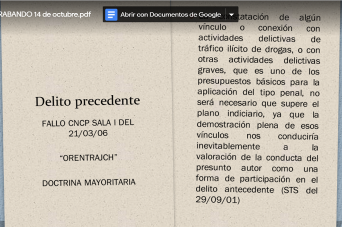 RABANDO 14 de octubre.pdf
Abrir con Documentos de Google
Delito precedente
FALLO CNCP SALA I DEL
21/03/06
“ORENTRAJCH”
DOCTRINA MAYORITARIA
tatación de algún
vínculo o conexión con
actividades delictivas de
tráfico ilícito de drogas, o con
otras actividades delictivas
graves, que es uno de los
presupuestos básicos para la
aplicación del tipo penal, no
será necesario que supere el
plano indiciario, ya que la
demostración plena de esos
vínculos nos conduciría
inevitablemente a la
valoración de la conducta del
presunto autor como una
forma de participación en el
delito antecedente (STS del
29/09/01)